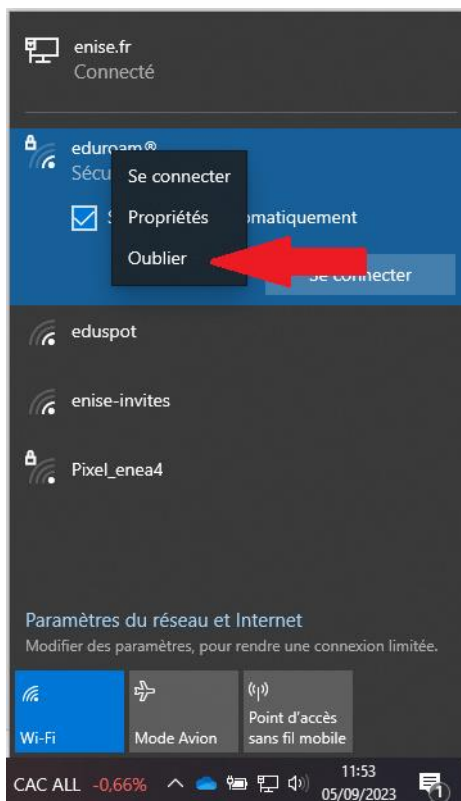 enise.fr
Connecté
eduroam®
Sécu
Se connecter
Propriétés
omatiquement
Oublier
Se connecter
eduspot
enise-invites
Pixel_enea4
Paramètres du réseau et Internet
Modifier des paramètres, pour rendre une connexion limitée.
Wi-Fi
Mode Avion
Point d'accès
sans fil mobile
CAC ALL -0,66%
11:53
05/09/2023
1